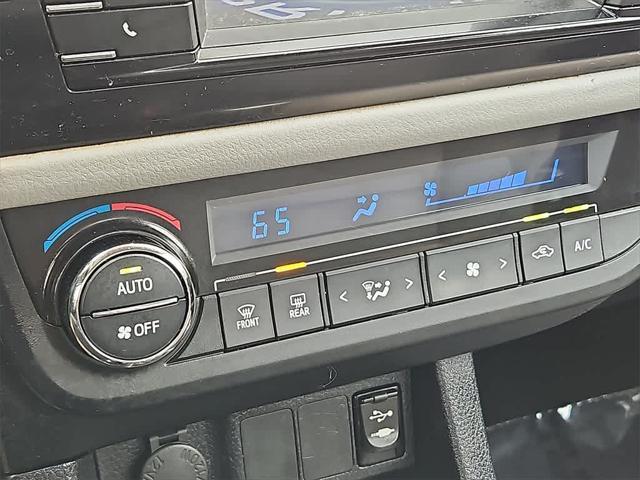 65
AUTO
OFF
FRONT
REAR
< >
< >
A/C